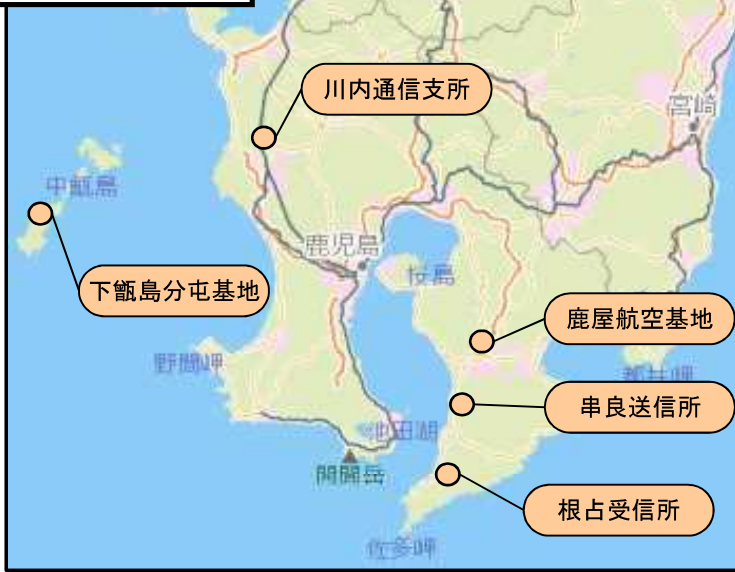 川内通信支所
宮崎
中甑島
鹿児島
桜島
下甑島分屯基地
鹿屋航空基地
野間岬
都井岬
串良送信所
池田湖
開聞岳
根占受信所
佐多岬